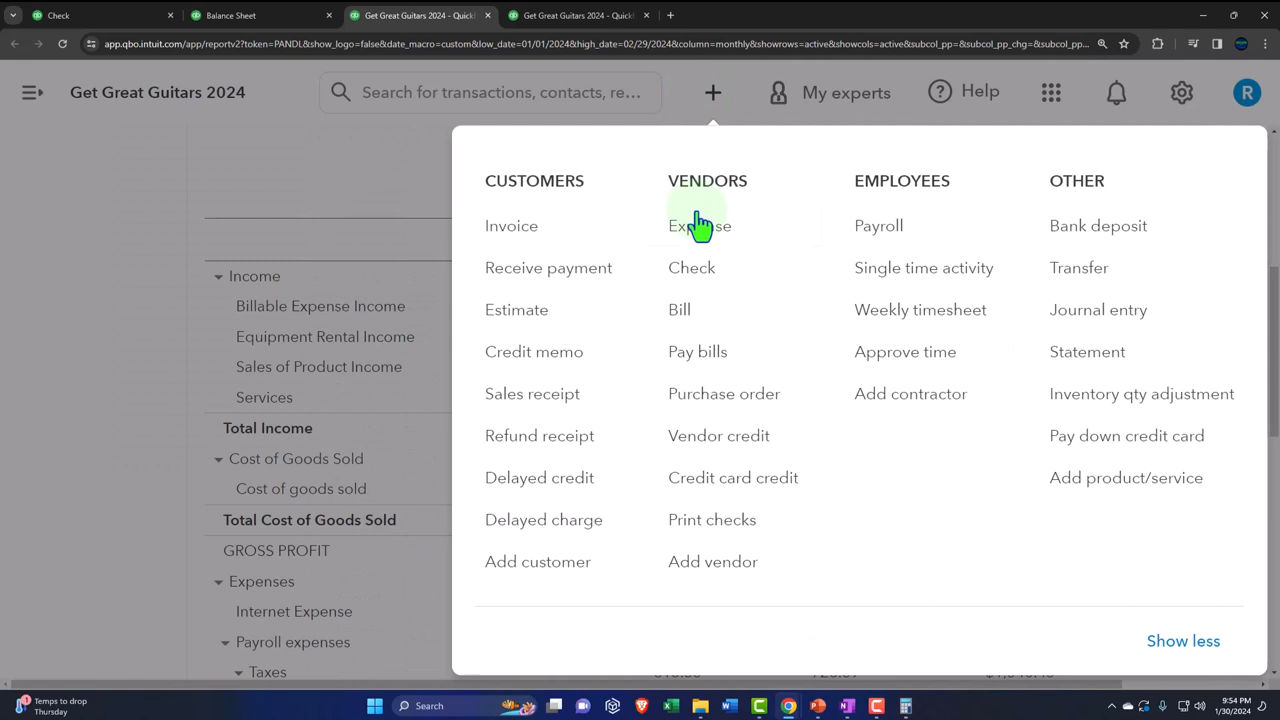 Check
Balance Sheet
Get Great Guitars 2024 - Quickl
Get Great Guitars 2024 - Quickl
app.qbo.intuit.com/app/reportv2?token=PANDL&show_logo=false&date_macro=custom&low_date=01/01/2024&high_date=02/29/2024&column=monthly&showrows=active&showcols=active&subcol_pp=&subcol_pp_chg=&subcol_pp...
Get Great Guitars 2024
Search for transactions, contacts, re...
My experts
Help
R
CUSTOMERS
Invoice
Receive payment
Estimate
Credit memo
Sales receipt
Refund receipt
Delayed credit
Delayed charge
Add customer
VENDORS
Expense
Check
Bill
Pay bills
Purchase order
Vendor credit
Credit card credit
Print checks
Add vendor
EMPLOYEES
Payroll
Single time activity
Weekly timesheet
Approve time
Add contractor
OTHER
Bank deposit
Transfer
Journal entry
Statement
Inventory qty adjustment
Pay down credit card
Add product/service
Show less
Income
Billable Expense Income
Equipment Rental Income
Sales of Product Income
Services
Total Income
Cost of Goods Sold
Cost of goods sold
Total Cost of Goods Sold
GROSS PROFIT
Expenses
Internet Expense
Payroll expenses
Taxes
Temps to drop
Thursday
Search
9:54 PM
1/30/2024